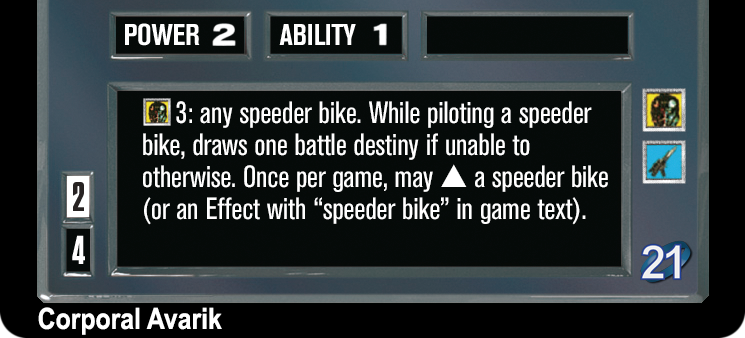 POWER 2 ABILITY 1
3: any speeder bike. While piloting a speeder
bike, draws one battle destiny if unable to
otherwise. Once per game, may ▲ a speeder bike
(or an Effect with “speeder bike” in game text).
2
4
21
Corporal Avarik